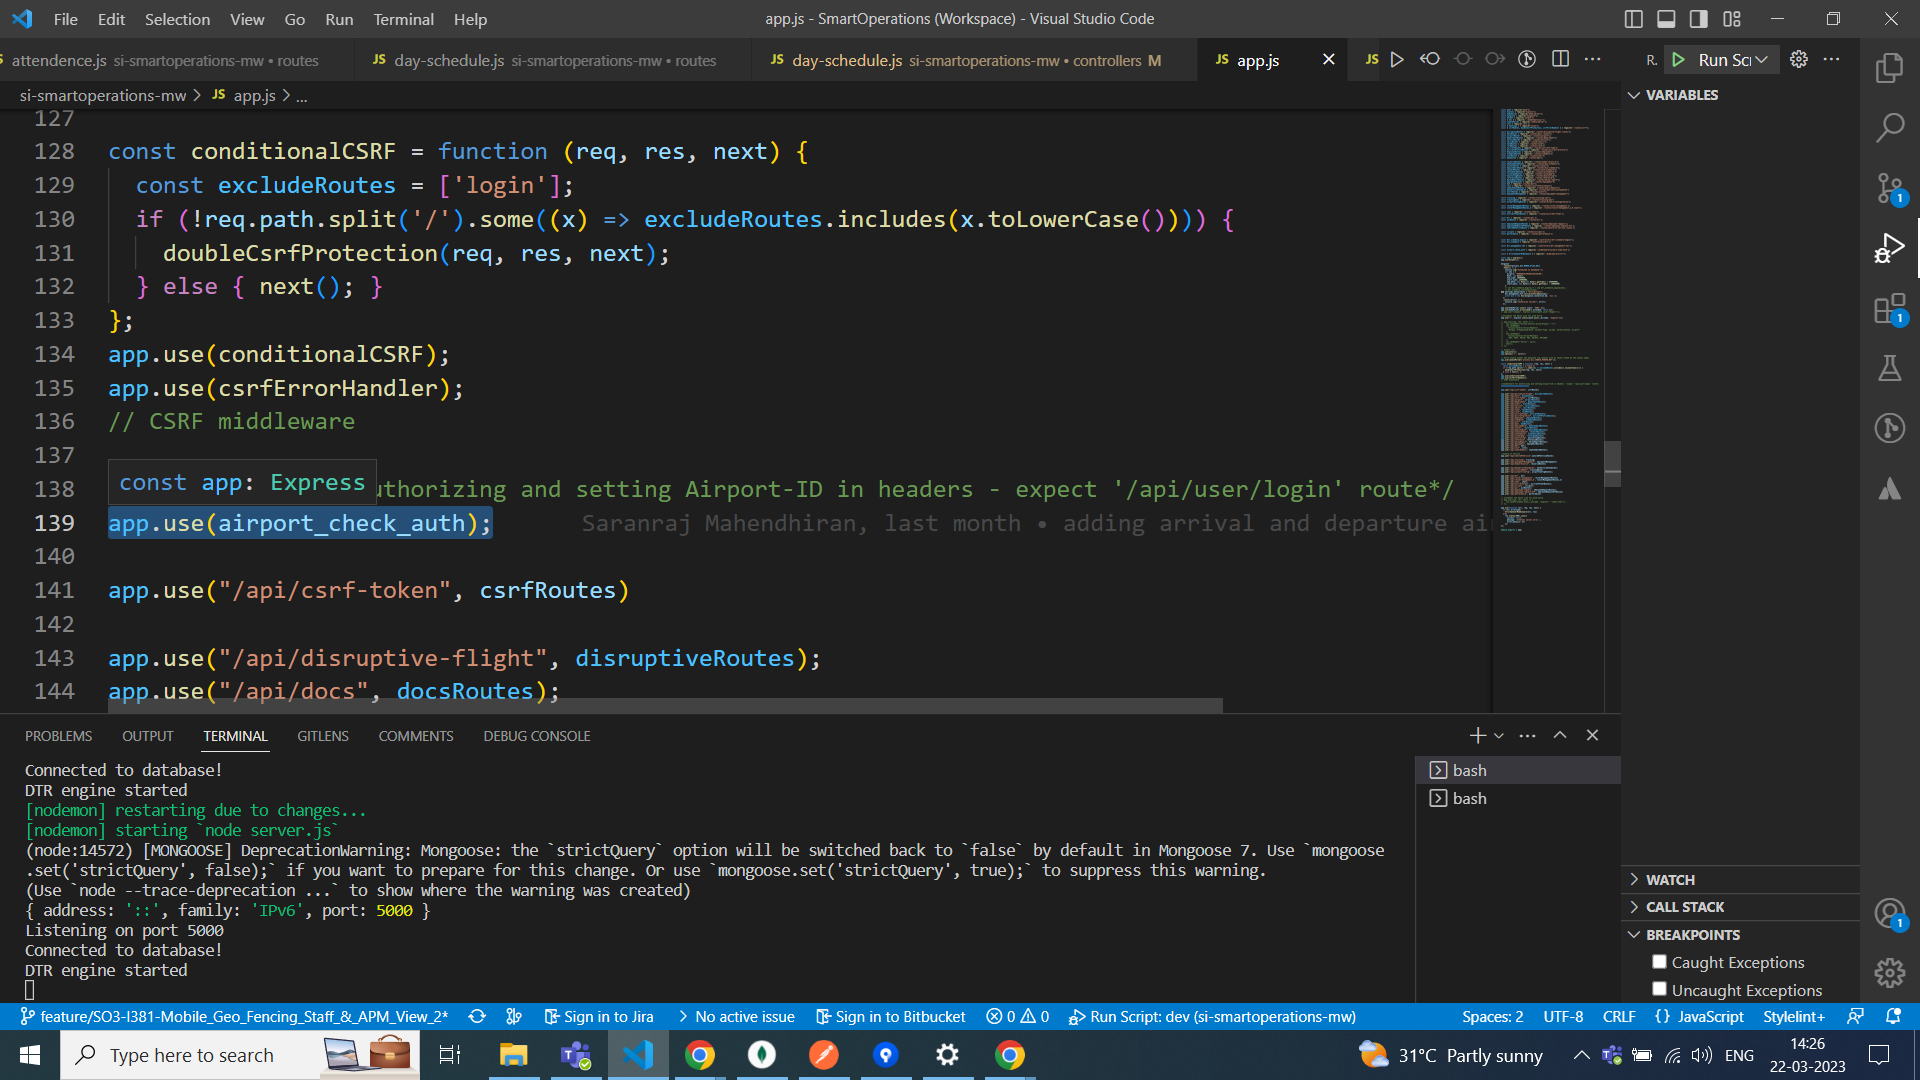 File Edit Selection View Go Run Terminal Help
app.js - SmartOperations (Workspace) - Visual Studio Code
attendence.js si-smartoperations-mw • routes
JS day-schedule.js si-smartoperations-mw • routes
JS day-schedule.js si-smartoperations-mw • controllers M
JS app.js
JS
R. Run Sc
si-smartoperations-mw > JS app.js > ...
VARIABLES
127
128 const conditionalCSRF = function (req, res, next) {
129 const excludeRoutes = ['login'];
130 if (!req.path.split('/').some((x) => excludeRoutes.includes(x.toLowerCase()))) {
131 doubleCsrfProtection(req, res, next);
132 } else { next(); }
133 };
134 app.use(conditionalCSRF);
135 app.use(csrfErrorHandler);
136 // CSRF middleware
137
const app: Express
138 uthorizing and setting Airport-ID in headers - expect '/api/user/login' route*/
139 app.use(airport_check_auth); Saranraj Mahendhiran, last month • adding arrival and departure ai
140
141 app.use("/api/csrf-token", csrfRoutes)
142
143 app.use("/api/disruptive-flight", disruptiveRoutes);
144 app.use("/api/docs", docsRoutes);
PROBLEMS OUTPUT TERMINAL GITLENS COMMENTS DEBUG CONSOLE
Connected to database!
DTR engine started
[nodemon] restarting due to changes...
[nodemon] starting `node server.js`
(node:14572) [MONGOOSE] DeprecationWarning: Mongoose: the `strictQuery` option will be switched back to `false` by default in Mongoose 7. Use `mongoose
.set('strictQuery', false);` if you want to prepare for this change. Or use `mongoose.set('strictQuery', true);` to suppress this warning.
(Use `node --trace-deprecation ...` to show where the warning was created)
{ address: '::', family: 'IPv6', port: 5000 }
Listening on port 5000
Connected to database!
DTR engine started
bash
bash
WATCH
CALL STACK
BREAKPOINTS
Caught Exceptions
Uncaught Exceptions
1
1
1
feature/SO3-I381-Mobile_Geo_Fencing_Staff_&_APM_View_2* Sign in to Jira No active issue Sign in to Bitbucket 0 0 Run Script: dev (si-smartoperations-mw) Spaces: 2 UTF-8 CRLF {} JavaScript Stylelint+
Type here to search
31°C Partly sunny
ENG
14:26
22-03-2023